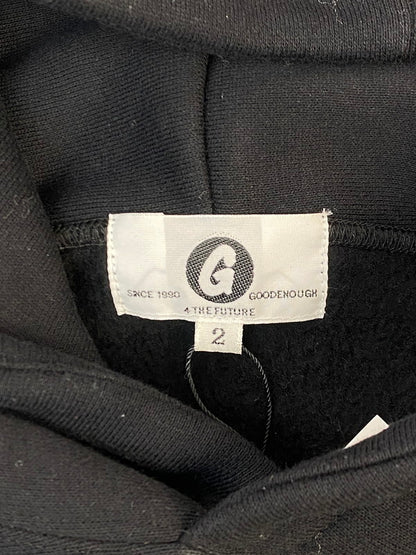 G
SINCE 1990 GOODENOUGH
4 THE FUTURE
2